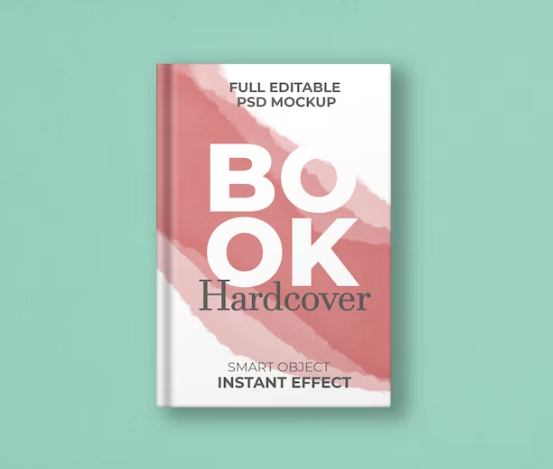 FULL EDITABLE
PSD MOCKUP
BO
OK
Hardcover
SMART OBJECT
INSTANT EFFECT